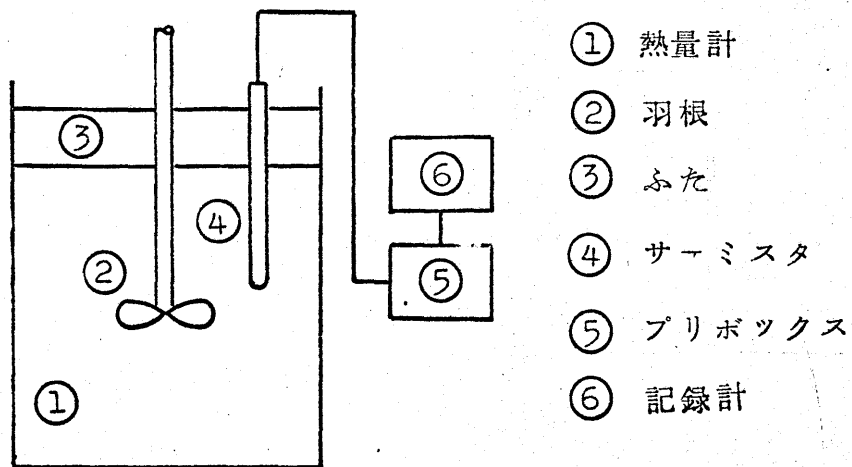 ① 熱量計
② 羽根
③ ふた
④ サーミスタ
⑤ プリボックス
⑥ 記録計
③
④
⑥
②
⑤
①